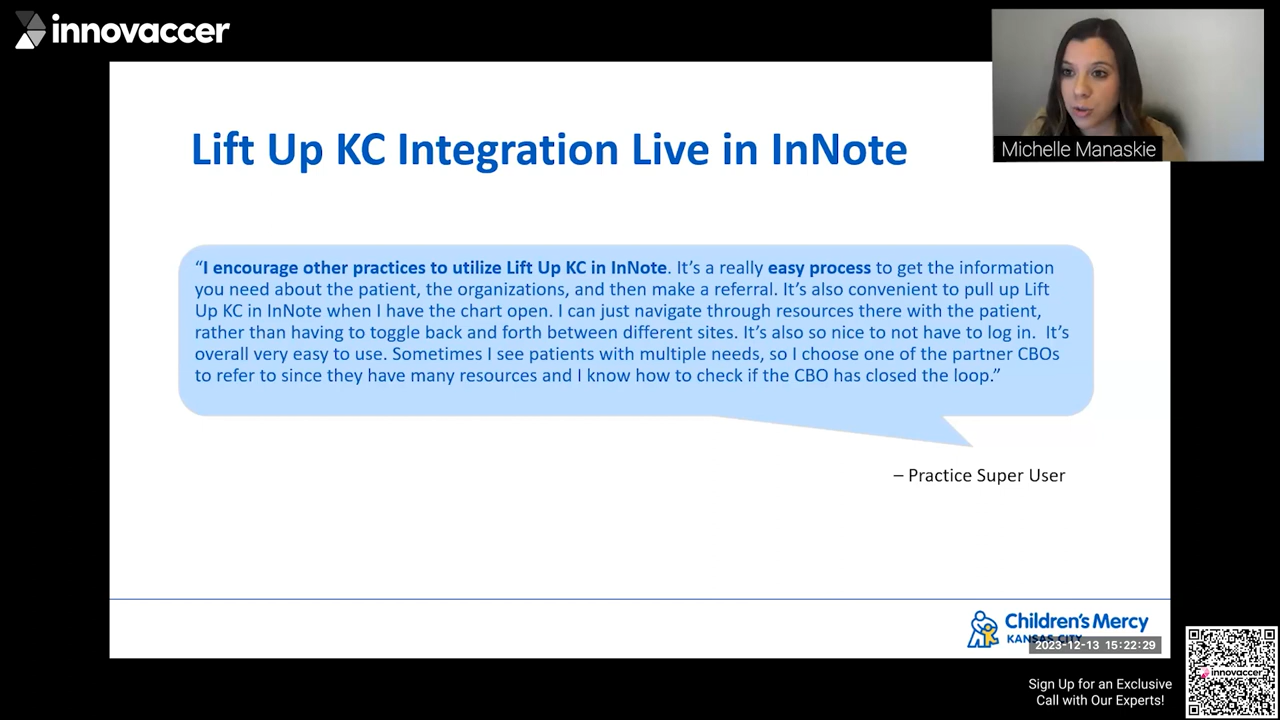 innovaccer
Michelle Manaskie
Lift Up KC Integration Live in InNote
“I encourage other practices to utilize Lift Up KC in InNote. It’s a really easy process to get the information
you need about the patient, the organizations, and then make a referral. It’s also convenient to pull up Lift
Up KC in InNote when I have the chart open. I can just navigate through resources there with the patient,
rather than having to toggle back and forth between different sites. It’s also so nice to not have to log in.  It’s
overall very easy to use. Sometimes I see patients with multiple needs, so I choose one of the partner CBOs
to refer to since they have many resources and I know how to check if the CBO has closed the loop.”
– Practice Super User
Children's Mercy
KANSAS CITY
2023-12-13 15:22:29
innovaccer
Sign Up for an Exclusive
Call with Our Experts!